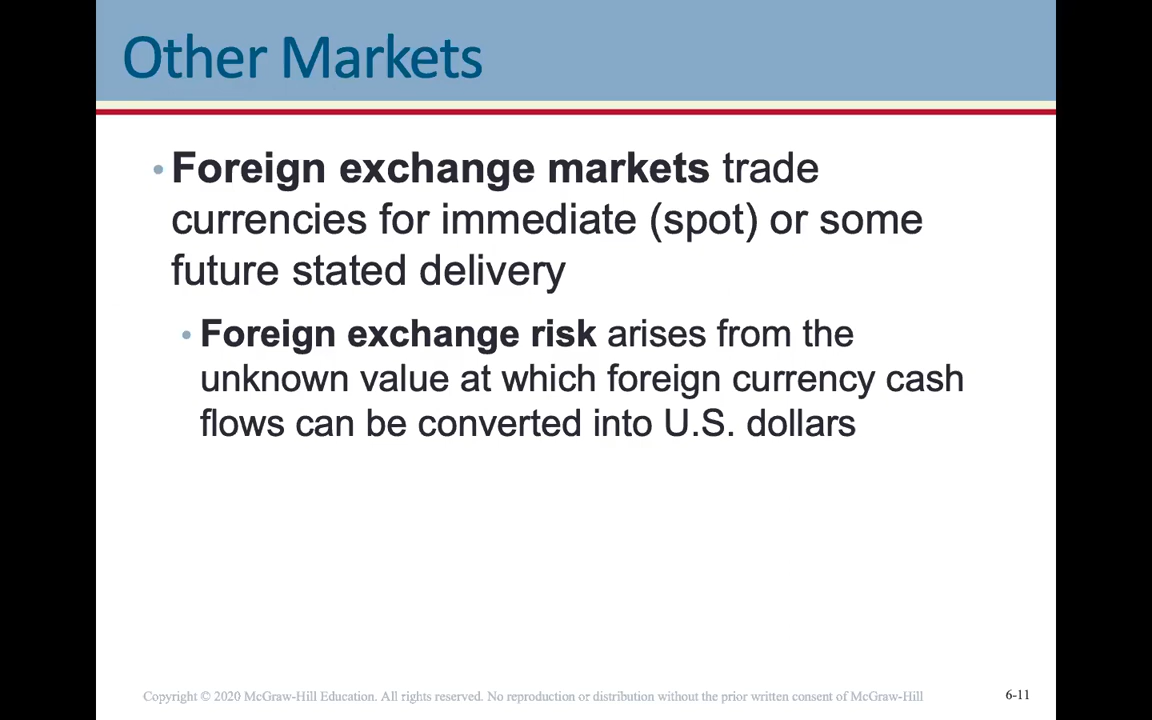 Other Markets
• Foreign exchange markets trade
currencies for immediate (spot) or some
future stated delivery
• Foreign exchange risk arises from the
unknown value at which foreign currency cash
flows can be converted into U.S. dollars
Copyright © 2020 McGraw-Hill Education. All rights reserved. No reproduction or distribution without the prior written consent of McGraw-Hill
6-11